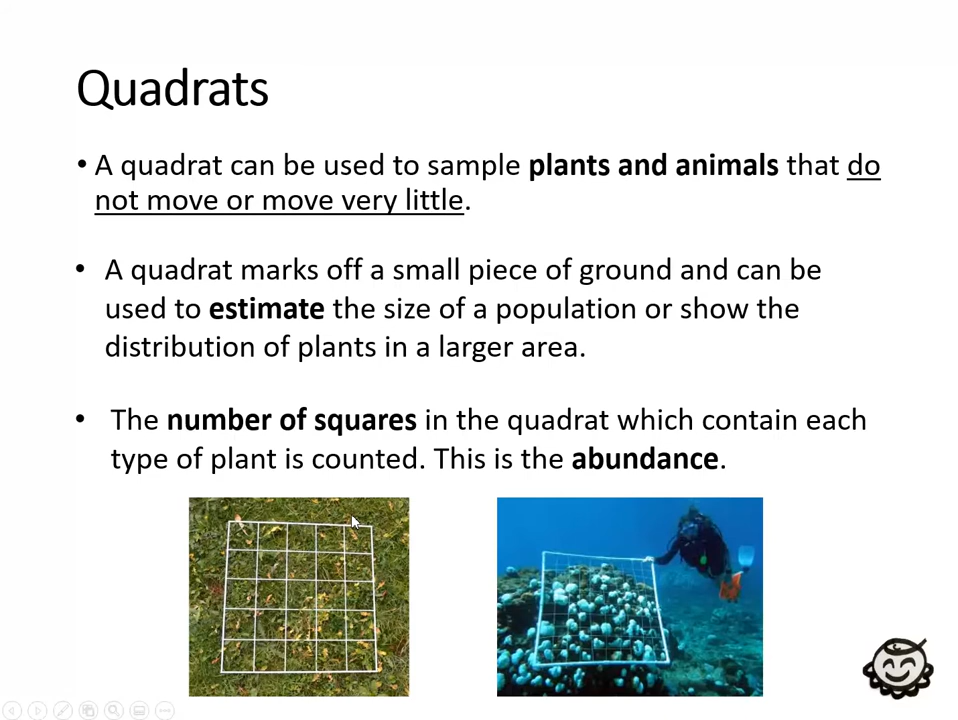 Quadrats
• A quadrat can be used to sample plants and animals that do
not move or move very little.
• A quadrat marks off a small piece of ground and can be
used to estimate the size of a population or show the
distribution of plants in a larger area.
• The number of squares in the quadrat which contain each
type of plant is counted. This is the abundance.